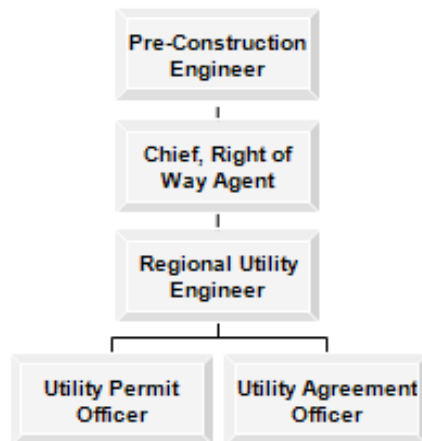 Pre-Construction
Engineer
Chief, Right of
Way Agent
Regional Utility
Engineer
Utility Permit
Officer
Utility Agreement
Officer